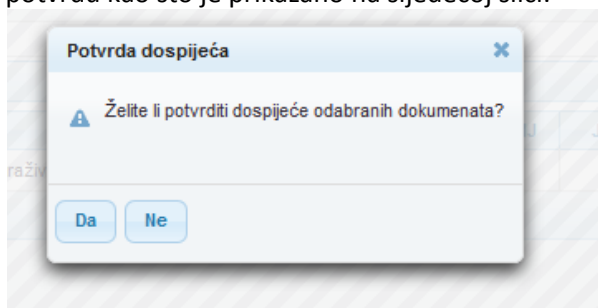 potvrdu kao što je prikazano na sljedećoj slici.
Potvrda dospijeća
Želite li potvrditi dospijeće odabranih dokumenata?
Da Ne